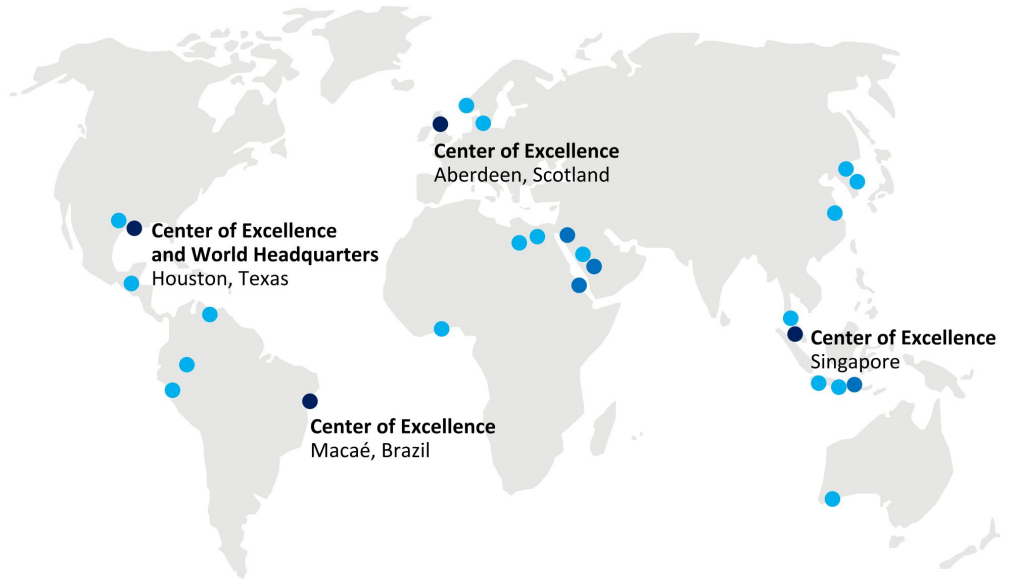 Center of Excellence
Aberdeen, Scotland
Center of Excellence
and World Headquarters
Houston, Texas
Center of Excellence
Singapore
Center of Excellence
Macaé, Brazil